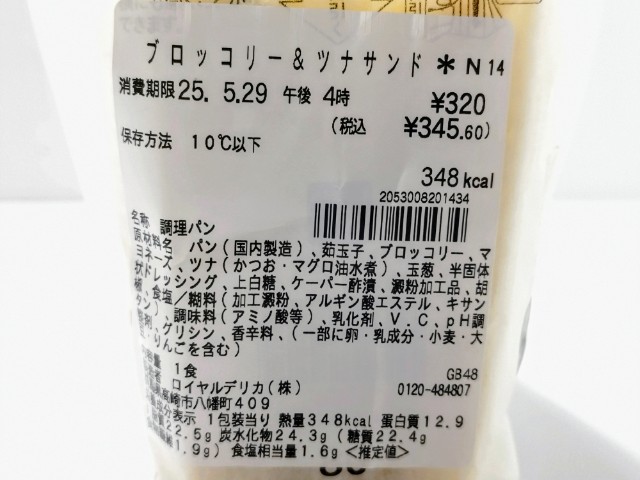 ブロッコリー&ツナサンド ＊N14
消費期限25. 5.29 午後 4時
¥320
(税込 ¥345.60)
保存方法 10℃以下
348kcal
2053008201434
名称 調理パン
原材料名 パン(国内製造)、茹玉子、ブロッコリー、マ
ヨネーズ、ツナ(かつお・マグロ油水煮)、玉葱、半固体
状ドレッシング、上白糖、ケーパー酢漬、澱粉加工品、胡
食塩/糊料(加工澱粉、アルギン酸エステル、キサン
タン)、調味料(アミノ酸等)、乳化剤、V.C、pH調
剤、グリシン、香辛料、(一部に卵・乳成分・小麦・大
・りんごを含む)
1食
GB48
ロイヤルデリカ(株)
0120-484807
崎市八幡町409
表示 1包装当り 熱量348kcal 蛋白質12.9
22.5g 炭水化物24.3g(糖質22.4g
1.9g) 食塩相当量1.6g<推定値>